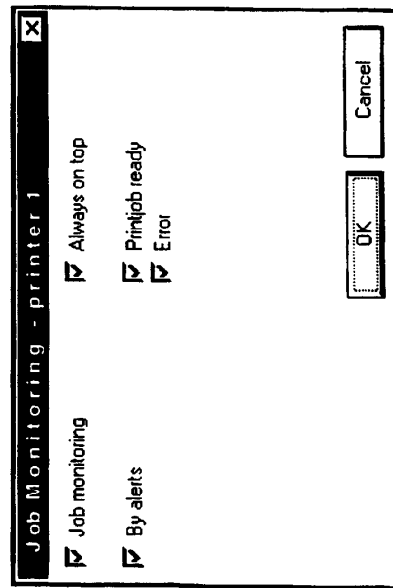 Job Monitoring - printer 1
Job monitoring Always on top
By alerts Printjob ready
Error
OK Cancel